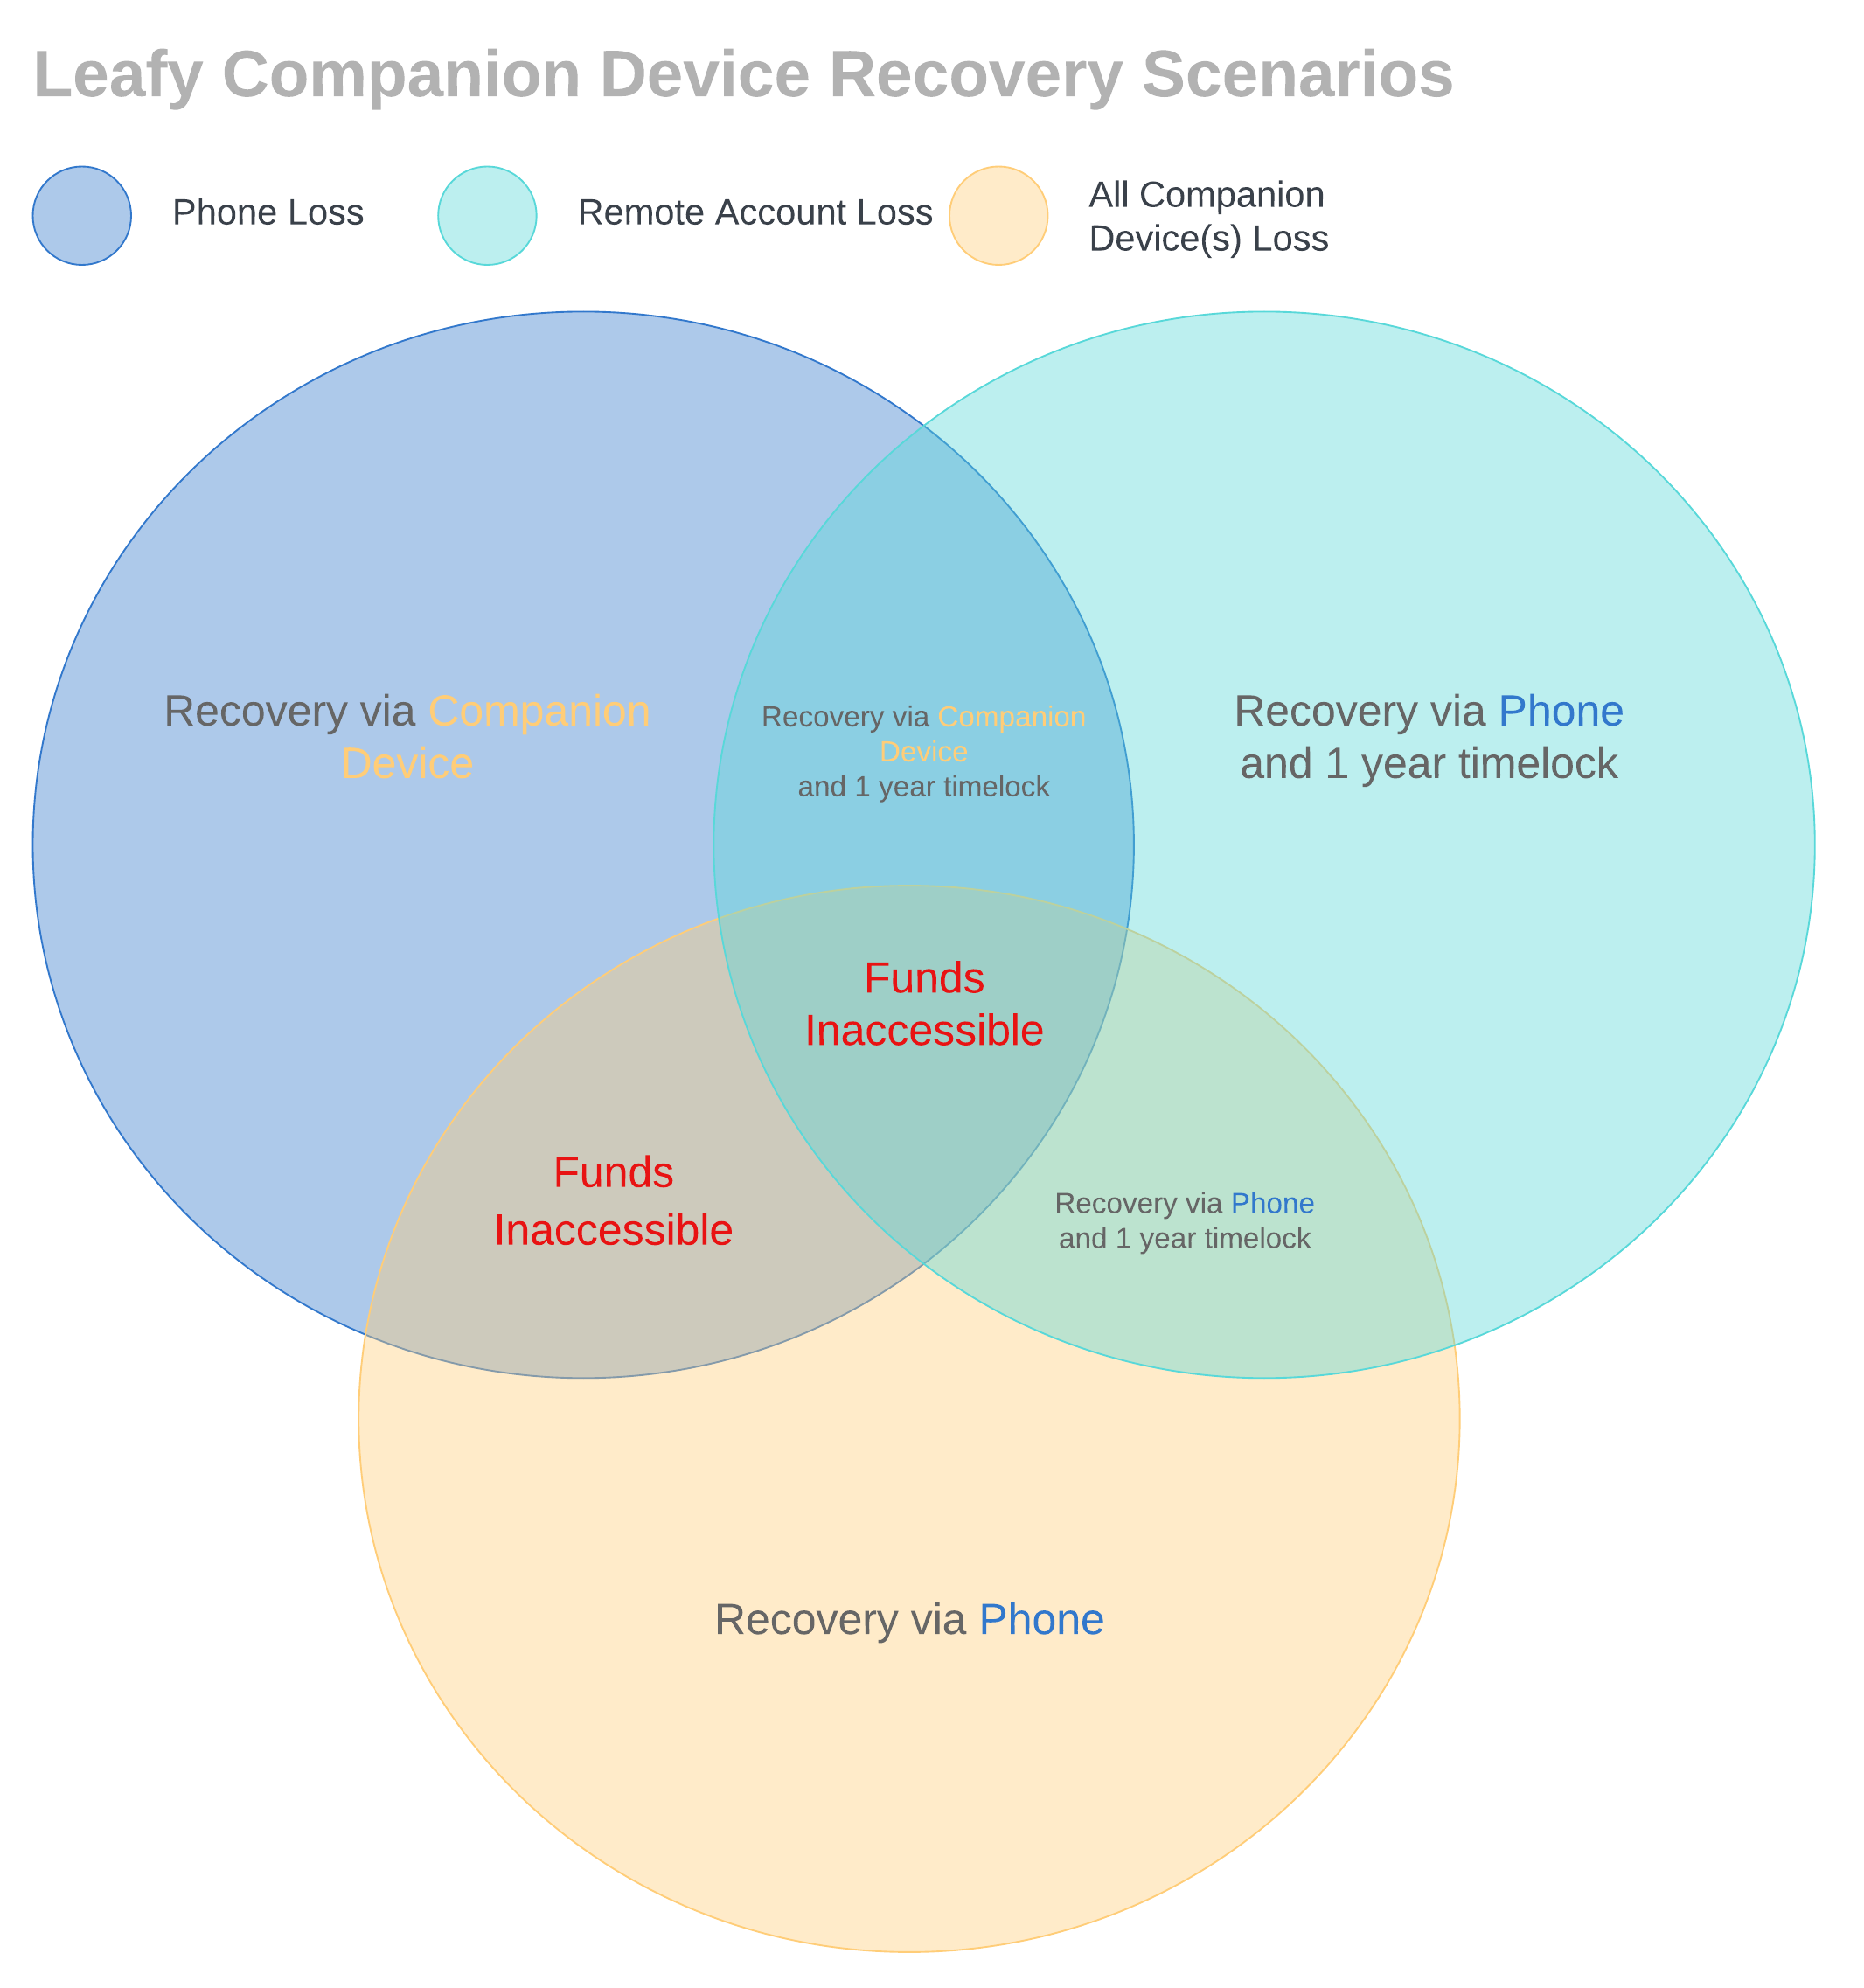 Leafy Companion Device Recovery Scenarios
Phone Loss
Remote Account Loss
All Companion
Device(s) Loss
Recovery via Companion
Device
Recovery via Companion
Device
and 1 year timelock
Recovery via Phone
and 1 year timelock
Funds
Inaccessible
Funds
Inaccessible
Recovery via Phone
and 1 year timelock
Recovery via Phone